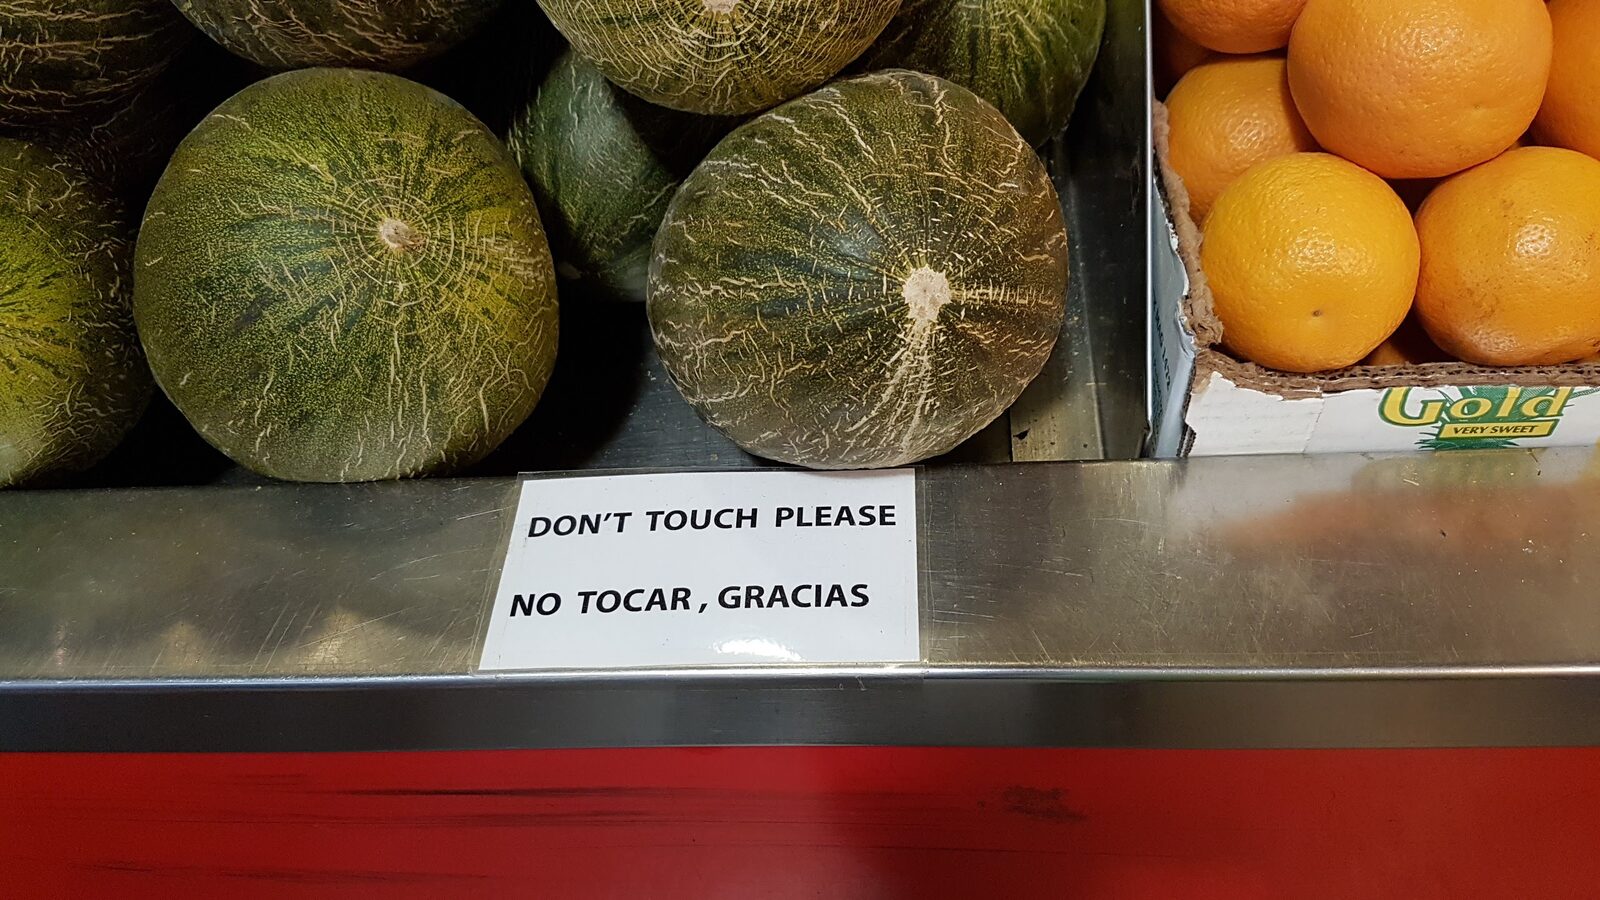 DON'T TOUCH PLEASE
NO TOCAR, GRACIAS
Gold
VERY SWEET